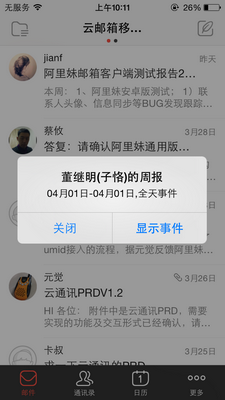 无服务
上午10:11
26%
云邮箱移...
jianf
昨天
阿里妹邮箱客户端测试报告2...
本周: 1)、阿里妹安卓版测试; 1) 联
系人头像、信息同步等BUG发现跟踪...
蔡攸
3月28日
答复: 请确认阿里通用版...
董继明(子恪)的周报
04月01日-04月01日,全天事件
关闭
显示事件
umid接入的流程，据元觉反馈阿里妹...
元觉
3月26日
云通讯PRDV1.2
HI 各位: 附件中是云通讯PRD，需要
实现的功能及交互形式已经确认，请...
卡叔
3月25日
邮件
通讯录
1
日历
更多